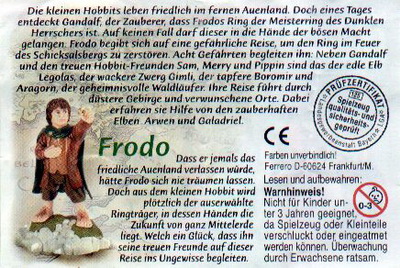 Die kleinen Hobbits leben friedlich im fernen Auenland. Doch eines Tages
entdeckt Gandalf, der Zauberer, dass Frodos Ring der Meisterring des Dunklen
Herrschers ist. Auf keinen Fall darf dieser in die Hände der bösen Macht
gelangen. Frodo begibt sich auf eine gefährliche Reise, um den Ring im Feuer
des Schicksalsbergs zu zerstören. Acht Gefährten begleiten ihn: Neben Gandalf
und den treuen Hobbit-Freunden Sam, Merry und Pippin sind das der edle Elb
Legolas, der wackere Zwerg Gimli, der tapfere Boromir und
Aragorn, der geheimnisvolle Waldläufer. Ihre Reise führt durch
düstere Gebirge und verwunschene Orte. Dabei
erfahren sie Hilfe von den zauberhaften
Elben Arwen und Galadriel.
PRÜFZERTIFIKAT
Landesgewerbeanstalt Bayern
Spielzeug
qualitäts- und
sicherheits-
geprüft
Frodo
Dass er jemals das
friedliche Auenland verlassen würde,
hätte Frodo sich nie träumen lassen.
Doch aus dem kleinen Hobbit wird
plötzlich der auserwählte
Ringträger, in dessen Händen die
Zukunft von ganz Mittelerde
liegt. Welch ein Glück, dass ihn
seine treuen Freunde auf dieser
Reise ins Ungewisse begleiten.
CE
Farben unverbindlich!
Ferrero D-60624 Frankfurt/M.
Lesen und aufbewahren:
Warnhinweis!
Nicht für Kinder un-
ter 3 Jahren geeignet,
da Spielzeug oder Kleinteile
verschluckt oder eingeatmet
werden können. Überwachung
durch Erwachsene ratsam.
0-3